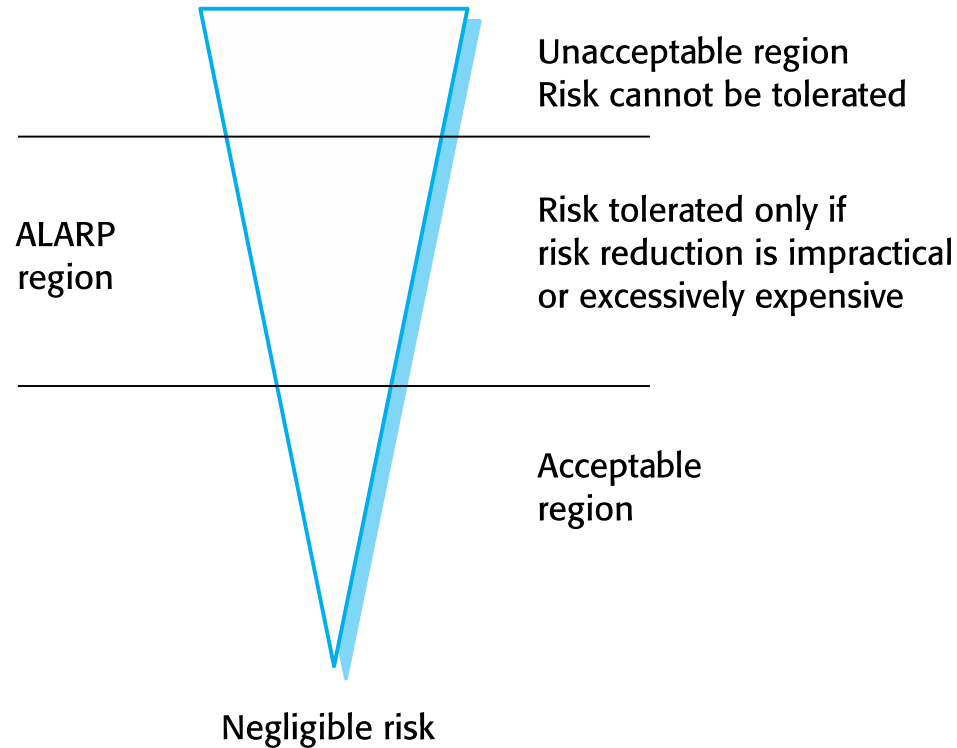 Unacceptable region
Risk cannot be tolerated
ALARP
region
Risk tolerated only if
risk reduction is impractical
or excessively expensive
Acceptable
region
Negligible risk